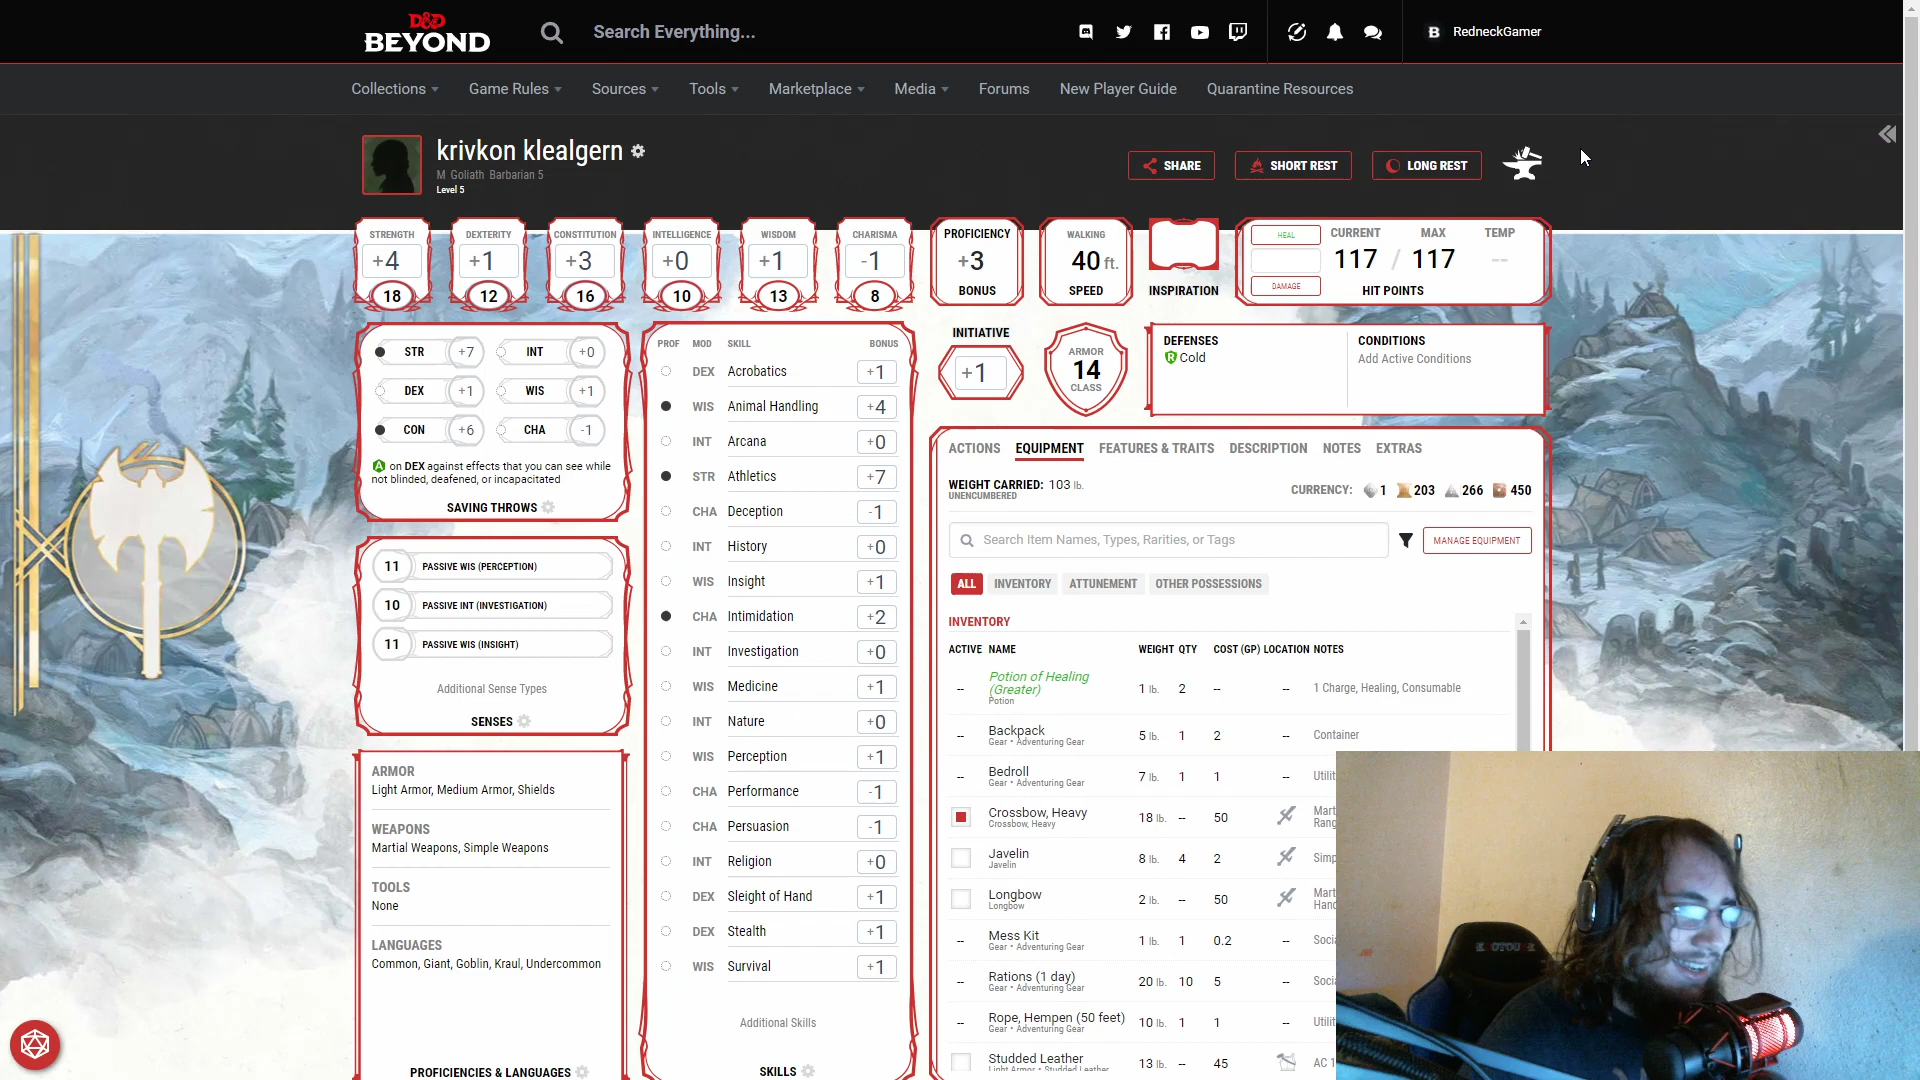 D&D
BEYOND
Search Everything...
RedneckGamer
Collections
Game Rules
Sources
Tools
Marketplace
Media
Forums
New Player Guide
Quarantine Resources
krivkon klealgern
M Goliath Barbarian 5
Level 5
SHARE
SHORT REST
LONG REST
STRENGTH
+4
18
DEXTERITY
+1
12
CONSTITUTION
+3
16
INTELLIGENCE
+0
10
WISDOM
+1
13
CHARISMA
-1
8
PROFICIENCY
+3
BONUS
WALKING
40 ft.
SPEED
INSPIRATION
HEAL
DAMAGE
CURRENT MAX TEMP
117 / 117 --
HIT POINTS
STR +7 INT +0
DEX +1 WIS +1
CON +6 CHA -1
A on DEX against effects that you can see while
not blinded, deafened, or incapacitated
SAVING THROWS
11 PASSIVE WIS (PERCEPTION)
10 PASSIVE INT (INVESTIGATION)
11 PASSIVE WIS (INSIGHT)
Additional Sense Types
SENSES
ARMOR
Light Armor, Medium Armor, Shields
WEAPONS
Martial Weapons, Simple Weapons
TOOLS
None
LANGUAGES
Common, Giant, Goblin, Kraul, Undercommon
PROFICIENCIES & LANGUAGES
PROF MOD SKILL BONUS
DEX Acrobatics +1
WIS Animal Handling +4
INT Arcana +0
STR Athletics +7
CHA Deception -1
INT History +0
WIS Insight +1
CHA Intimidation +2
INT Investigation +0
WIS Medicine +1
INT Nature +0
WIS Perception +1
CHA Performance -1
CHA Persuasion -1
INT Religion +0
DEX Sleight of Hand +1
DEX Stealth +1
WIS Survival +1
Additional Skills
SKILLS
INITIATIVE
+1
ARMOR
14
CLASS
DEFENSES
R Cold
CONDITIONS
Add Active Conditions
ACTIONS EQUIPMENT FEATURES & TRAITS DESCRIPTION NOTES EXTRAS
WEIGHT CARRIED: 103 lb.
UNENCUMBERED
CURRENCY: 1 203 266 450
Search Item Names, Types, Rarities, or Tags
MANAGE EQUIPMENT
ALL INVENTORY ATTUNEMENT OTHER POSSESSIONS
INVENTORY
ACTIVE NAME WEIGHT QTY COST (GP) LOCATION NOTES
-- Potion of Healing (Greater) 1 lb. 2 -- -- 1 Charge, Healing, Consumable
Potion
-- Backpack 5 lb. 1 2 -- Container
Gear • Adventuring Gear
-- Bedroll 7 lb. 1 1 -- Utilit
Gear • Adventuring Gear
Crossbow, Heavy 18 lb. -- 50 Mart
Crossbow, Heavy Rang
Javelin 8 lb. 4 2 Simp
Javelin
Longbow 2 lb. -- 50 Mart
Longbow Hand
-- Mess Kit 1 lb. 1 0.2 -- Socia
Gear • Adventuring Gear
-- Rations (1 day) 20 lb. 10 5 -- Socia
Gear • Adventuring Gear
-- Rope, Hempen (50 feet) 10 lb. 1 1 -- Utilit
Gear • Adventuring Gear
Studded Leather 13 lb. -- 45 AC 1
Light Armor • Studded Leather